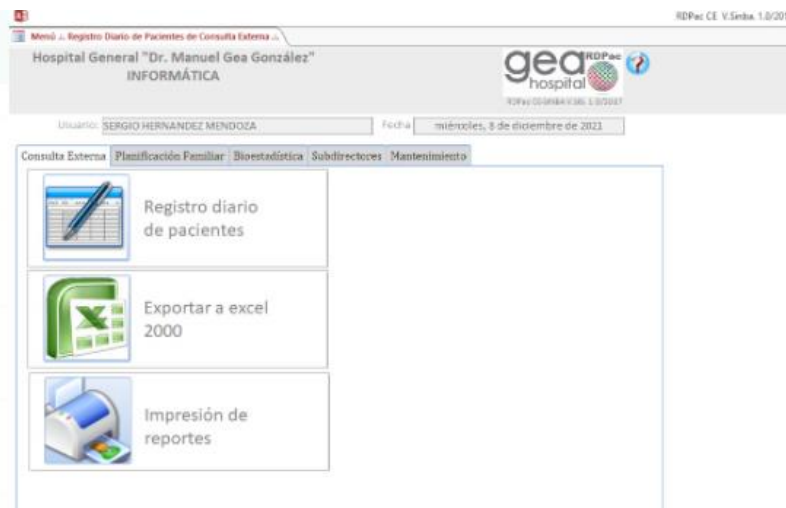 RDPac CE V.Sinba. 1.0/201
Menú .:. Registro Diario de Pacientes de Consulta Externa .:.
Hospital General "Dr. Manuel Gea González"
INFORMÁTICA
gea
hospital
RDPac
Usuario: SERGIO HERNANDEZ MENDOZA
Fecha miércoles, 8 de diciembre de 2021
Consulta Externa Planificación Familiar Bioestadística Subdirectores Mantenimiento
Registro diario
de pacientes
Exportar a excel
2000
Impresión de
reportes